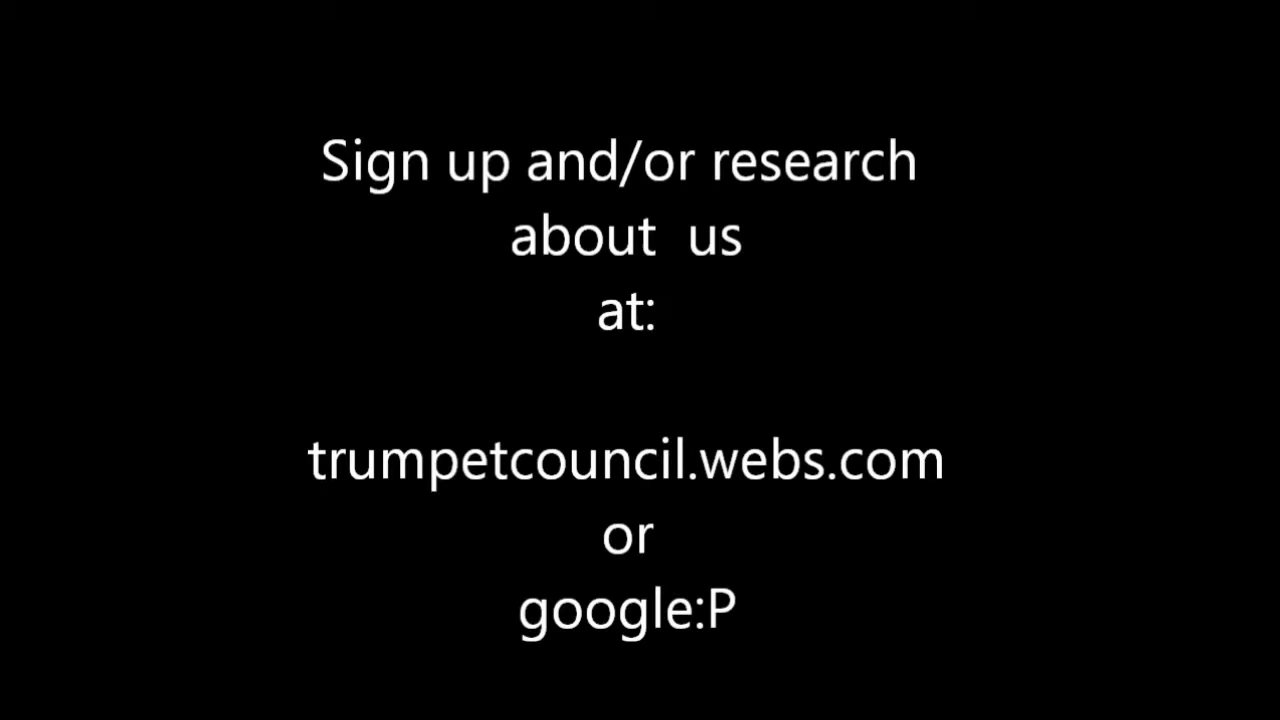 Sign up and/or research
about  us
at:
trumpetcouncil.webs.com
or
google:P